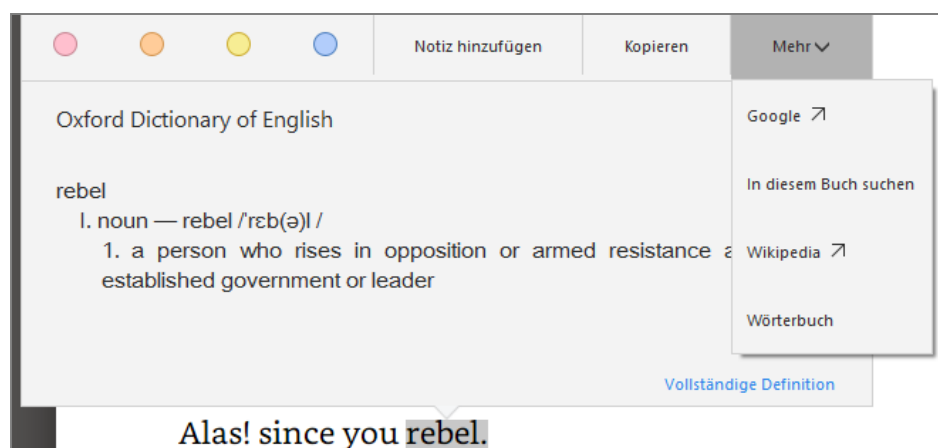 Notiz hinzufügen
Kopieren
Mehr
Oxford Dictionary of English
Google
rebel
In diesem Buch suchen
I. noun — rebel /ˈrɛb(ə)l /
1. a person who rises in opposition or armed resistance
Wikipedia
established government or leader
Wörterbuch
Vollständige Definition
Alas! since you rebel.